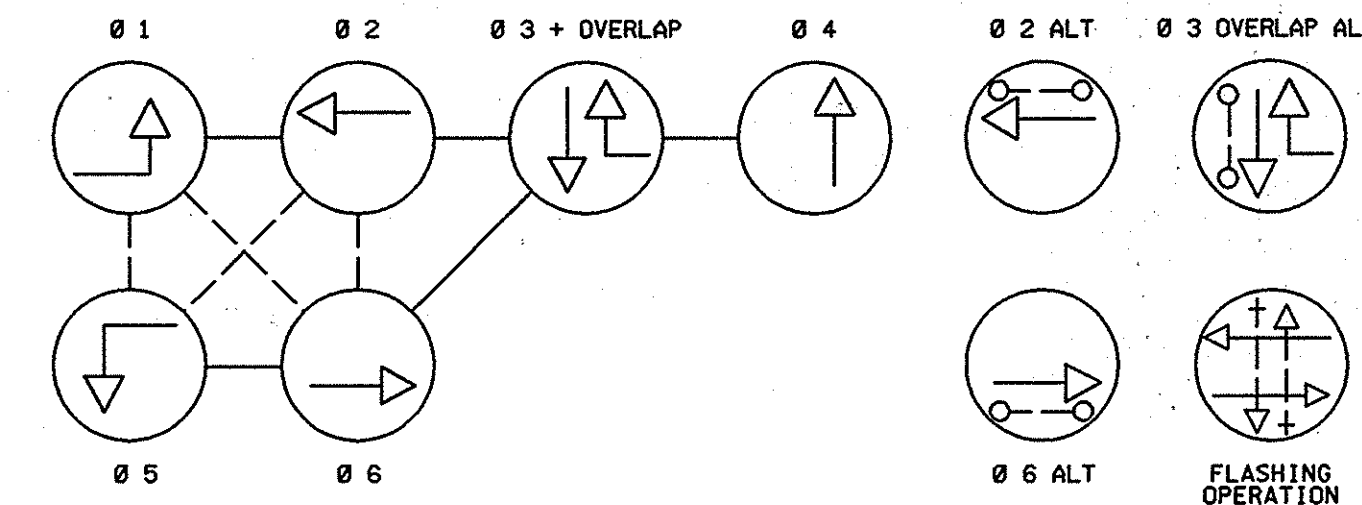 Ø 1
Ø 2
Ø 3 + OVERLAP
Ø 4
Ø 2 ALT
Ø 3 OVERLAP AL
Ø 5
Ø 6
Ø 6 ALT
FLASHING
OPERATION